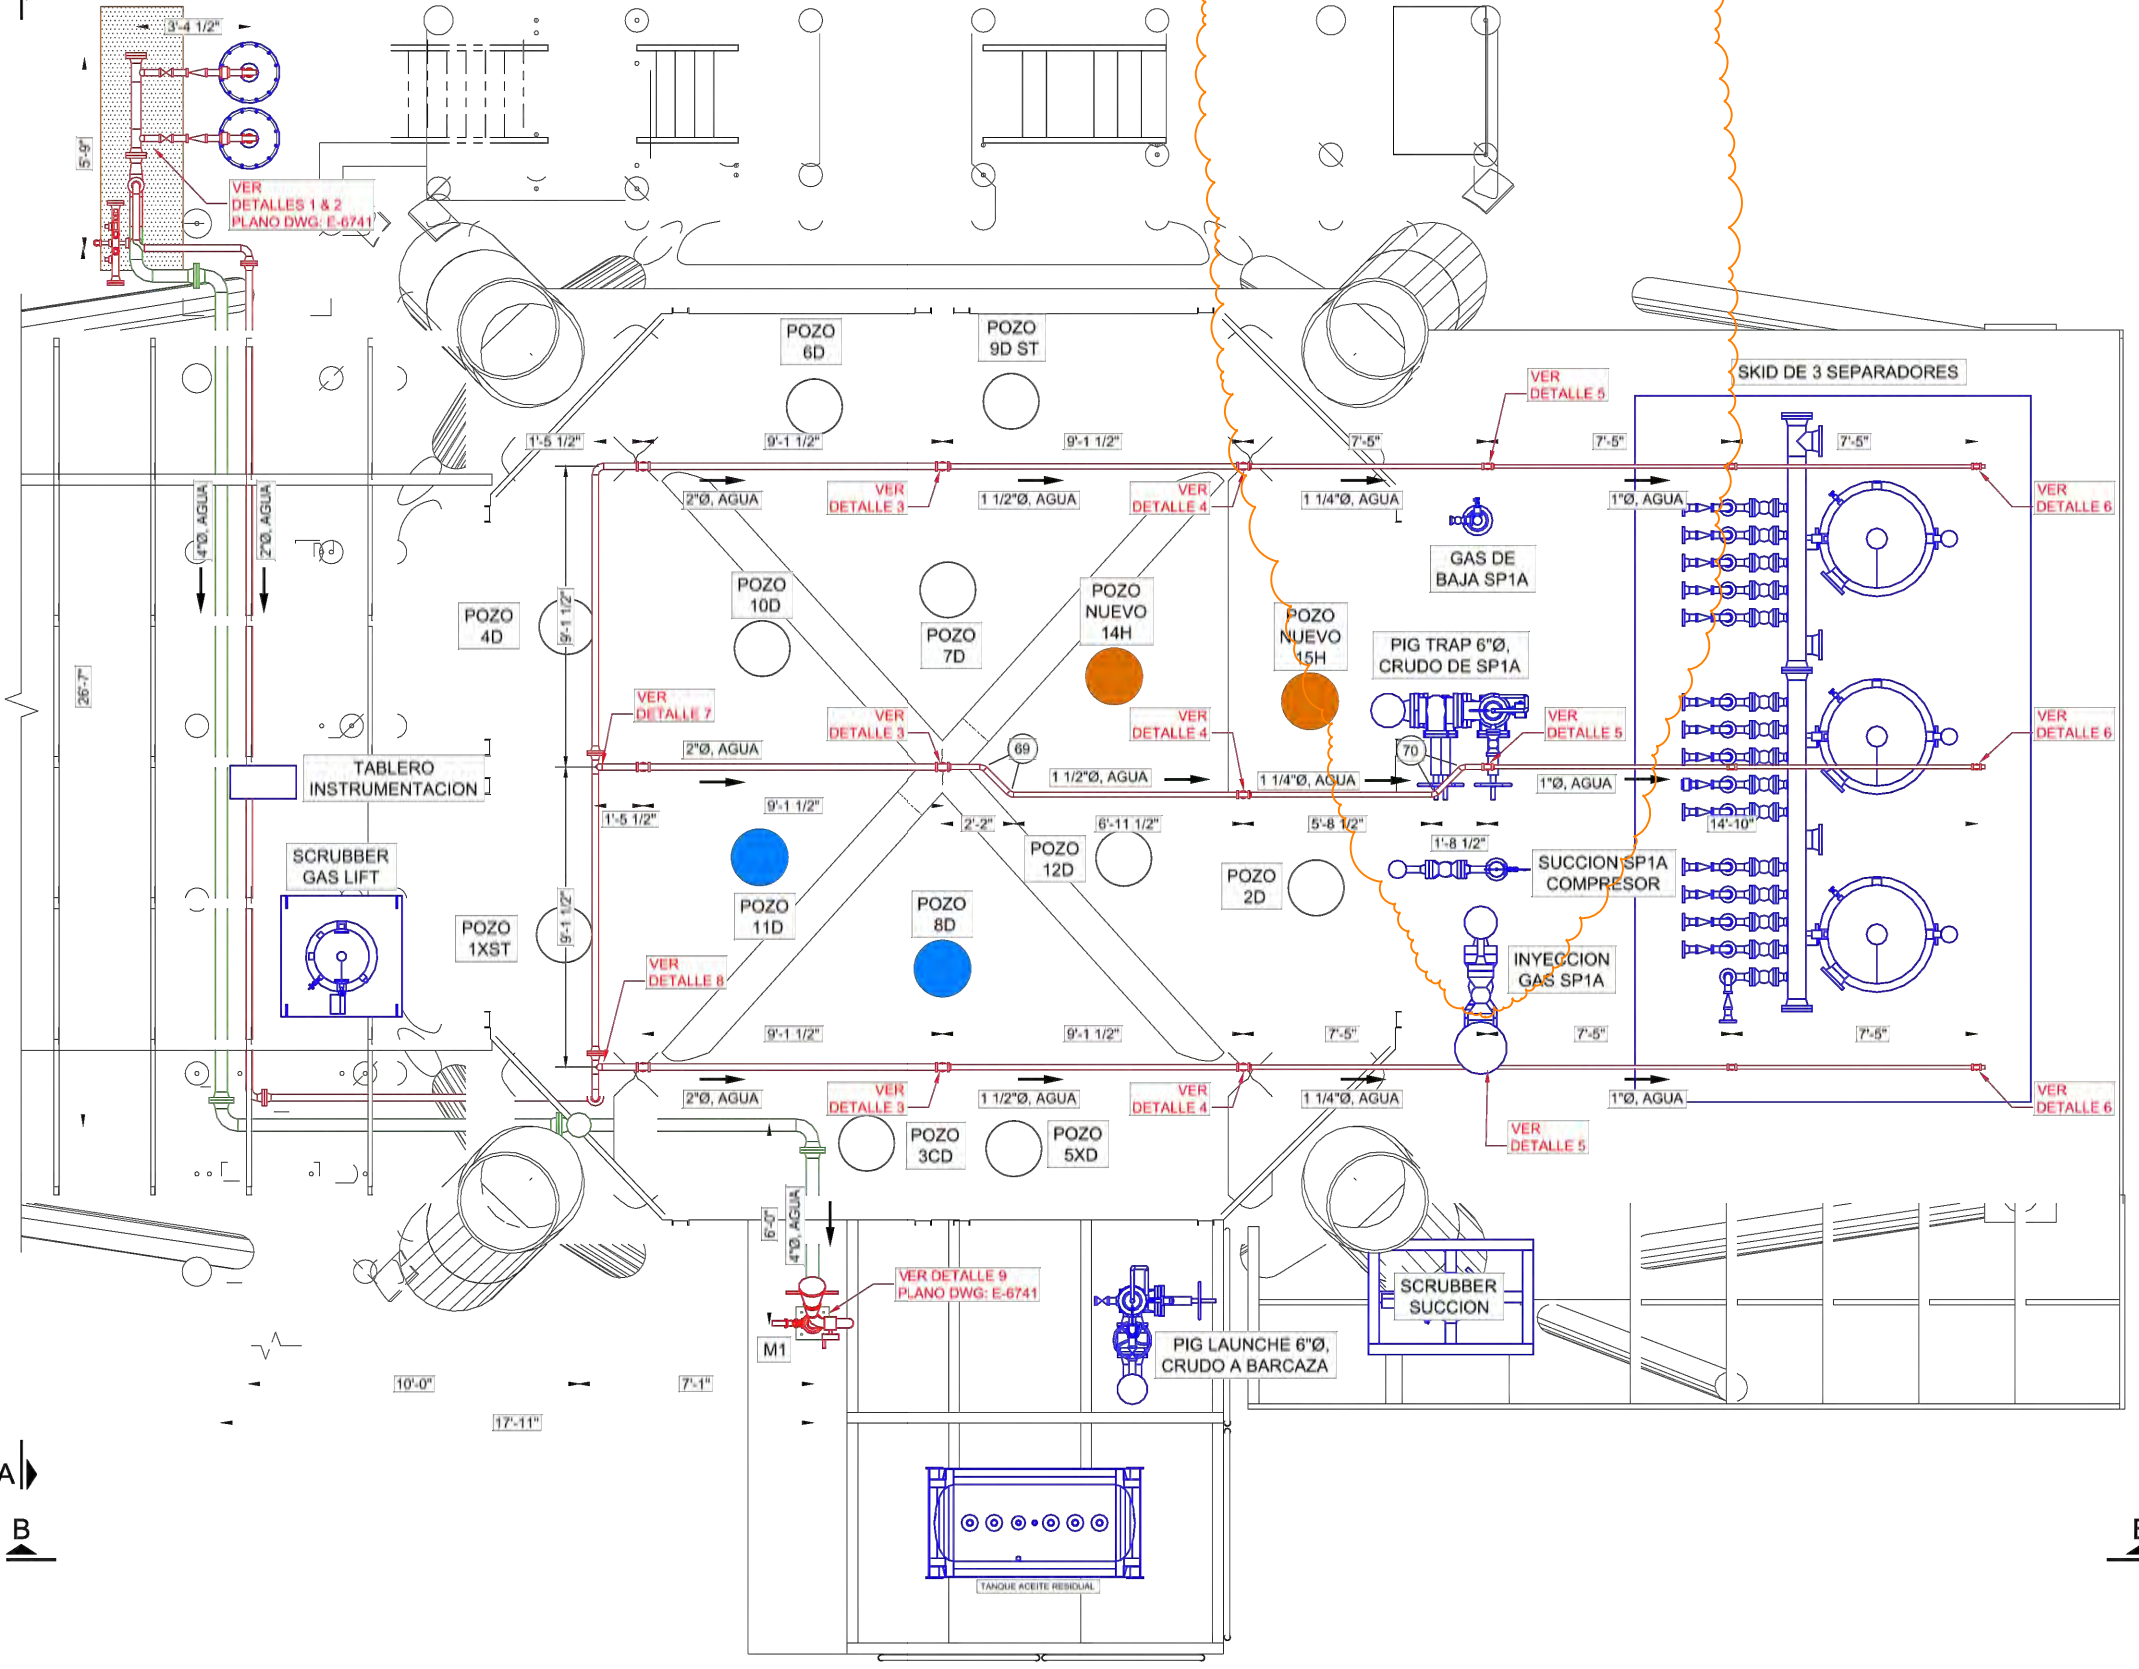 3'-4 1/2"
5'-9"
VER
DETALLES 1 & 2
PLANO DWG: E-6741
POZO
6D
POZO
9D ST
VER
DETALLE 5
SKID DE 3 SEPARADORES
1'-5 1/2"
9'-1 1/2"
9'-1 1/2"
7'-5"
7'-5"
7'-5"
2"Ø, AGUA
VER
DETALLE 3
1 1/2"Ø, AGUA
VER
DETALLE 4
1 1/4"Ø, AGUA
1"Ø, AGUA
VER
DETALLE 6
4"Ø, AGUA
2"Ø, AGUA
GAS DE
BAJA SP1A
POZO
4D
9'-1 1/2"
POZO
10D
POZO
7D
POZO
NUEVO
14H
POZO
NUEVO
15H
PIG TRAP 6"Ø,
CRUDO DE SP1A
26'-7"
VER
DETALLE 7
VER
DETALLE 3
VER
DETALLE 4
VER
DETALLE 5
VER
DETALLE 6
2"Ø, AGUA
69
70
1 1/2"Ø, AGUA
1 1/4"Ø, AGUA
1"Ø, AGUA
TABLERO
INSTRUMENTACION
1'-5 1/2"
9'-1 1/2"
2'-2"
6'-11 1/2"
5'-8 1/2"
1'-8 1/2"
14'-10"
SCRUBBER
GAS LIFT
POZO
12D
POZO
2D
SUCCION SP1A
COMPRESOR
POZO
1XST
9'-1 1/2"
POZO
11D
POZO
8D
VER
DETALLE 8
INYECCION
GAS SP1A
9'-1 1/2"
9'-1 1/2"
7'-5"
7'-5"
7'-5"
2"Ø, AGUA
VER
DETALLE 3
1 1/2"Ø, AGUA
VER
DETALLE 4
1 1/4"Ø, AGUA
1"Ø, AGUA
VER
DETALLE 6
POZO
3CD
POZO
5XD
VER
DETALLE 5
6'-0"
4"Ø, AGUA
VER DETALLE 9
PLANO DWG: E-6741
M1
SCRUBBER
SUCCION
PIG LAUNCHE 6"Ø,
CRUDO A BARCAZA
10'-0"
7'-1"
17'-11"
A
B
TANQUE ACEITE RESIDUAL